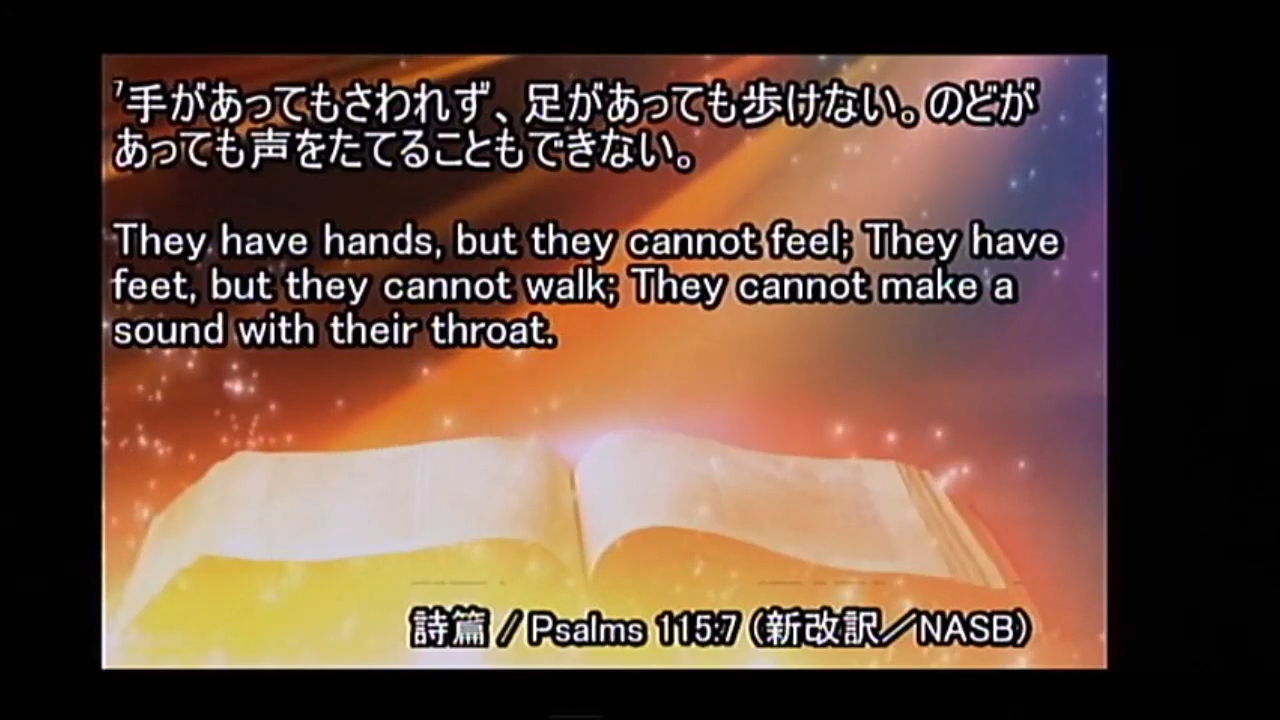 ⁷手があってもさわれず、足があっても歩けない。のどが
あっても声をたてることもできない。
They have hands, but they cannot feel; They have
feet, but they cannot walk; They cannot make a
sound with their throat.
詩篇 / Psalms 115:7 (新改訳／NASB)